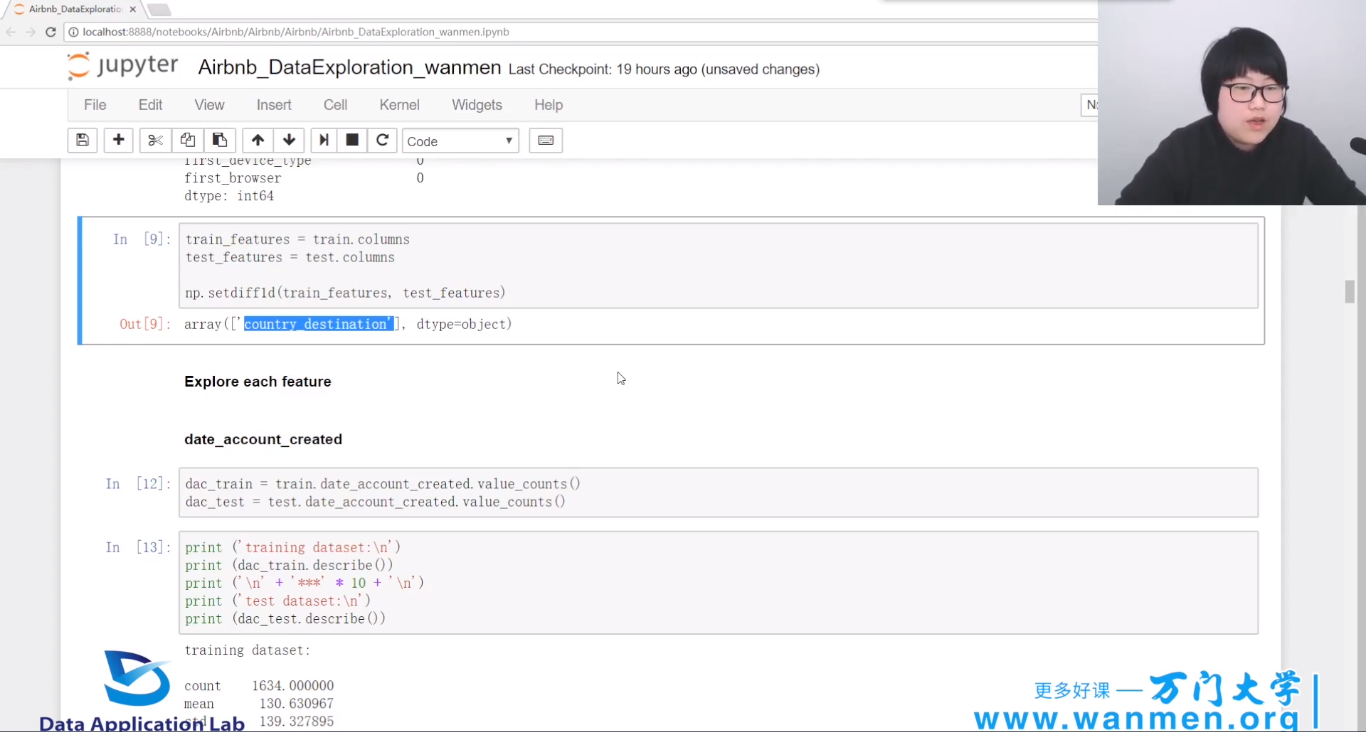 Airbnb_DataExploration
localhost:8888/notebooks/Airbnb/Airbnb/Airbnb/Airbnb_DataExploration_wanmen.ipynb
jupyter Airbnb_DataExploration_wanmen Last Checkpoint: 19 hours ago (unsaved changes)
File Edit View Insert Cell Kernel Widgets Help
Code
first_device_type 0
first_browser 0
dtype: int64
In [9]: train_features = train.columns
test_features = test.columns
np.setdiff1d(train_features, test_features)
Out[9]: array(['country_destination'], dtype=object)
Explore each feature
date_account_created
In [12]: dac_train = train.date_account_created.value_counts()
dac_test = test.date_account_created.value_counts()
In [13]: print ('training dataset:\n')
print (dac_train.describe())
print ('\n' + '***' * 10 + '\n')
print ('test dataset:\n')
print (dac_test.describe())
training dataset:
count 1634.000000
mean 130.630967
std 139.327895
Data Application Lab
更多好课 — 万门大学
www.wanmen.org